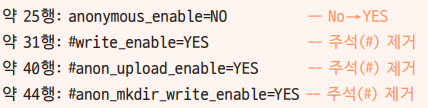 약 25행: anonymous_enable=NO -- No→YES
약 31행: #write_enable=YES -- 주석(#) 제거
약 40행: #anon_upload_enable=YES -- 주석(#) 제거
약 44행: #anon_mkdir_write_enable=YES -- 주석(#) 제거